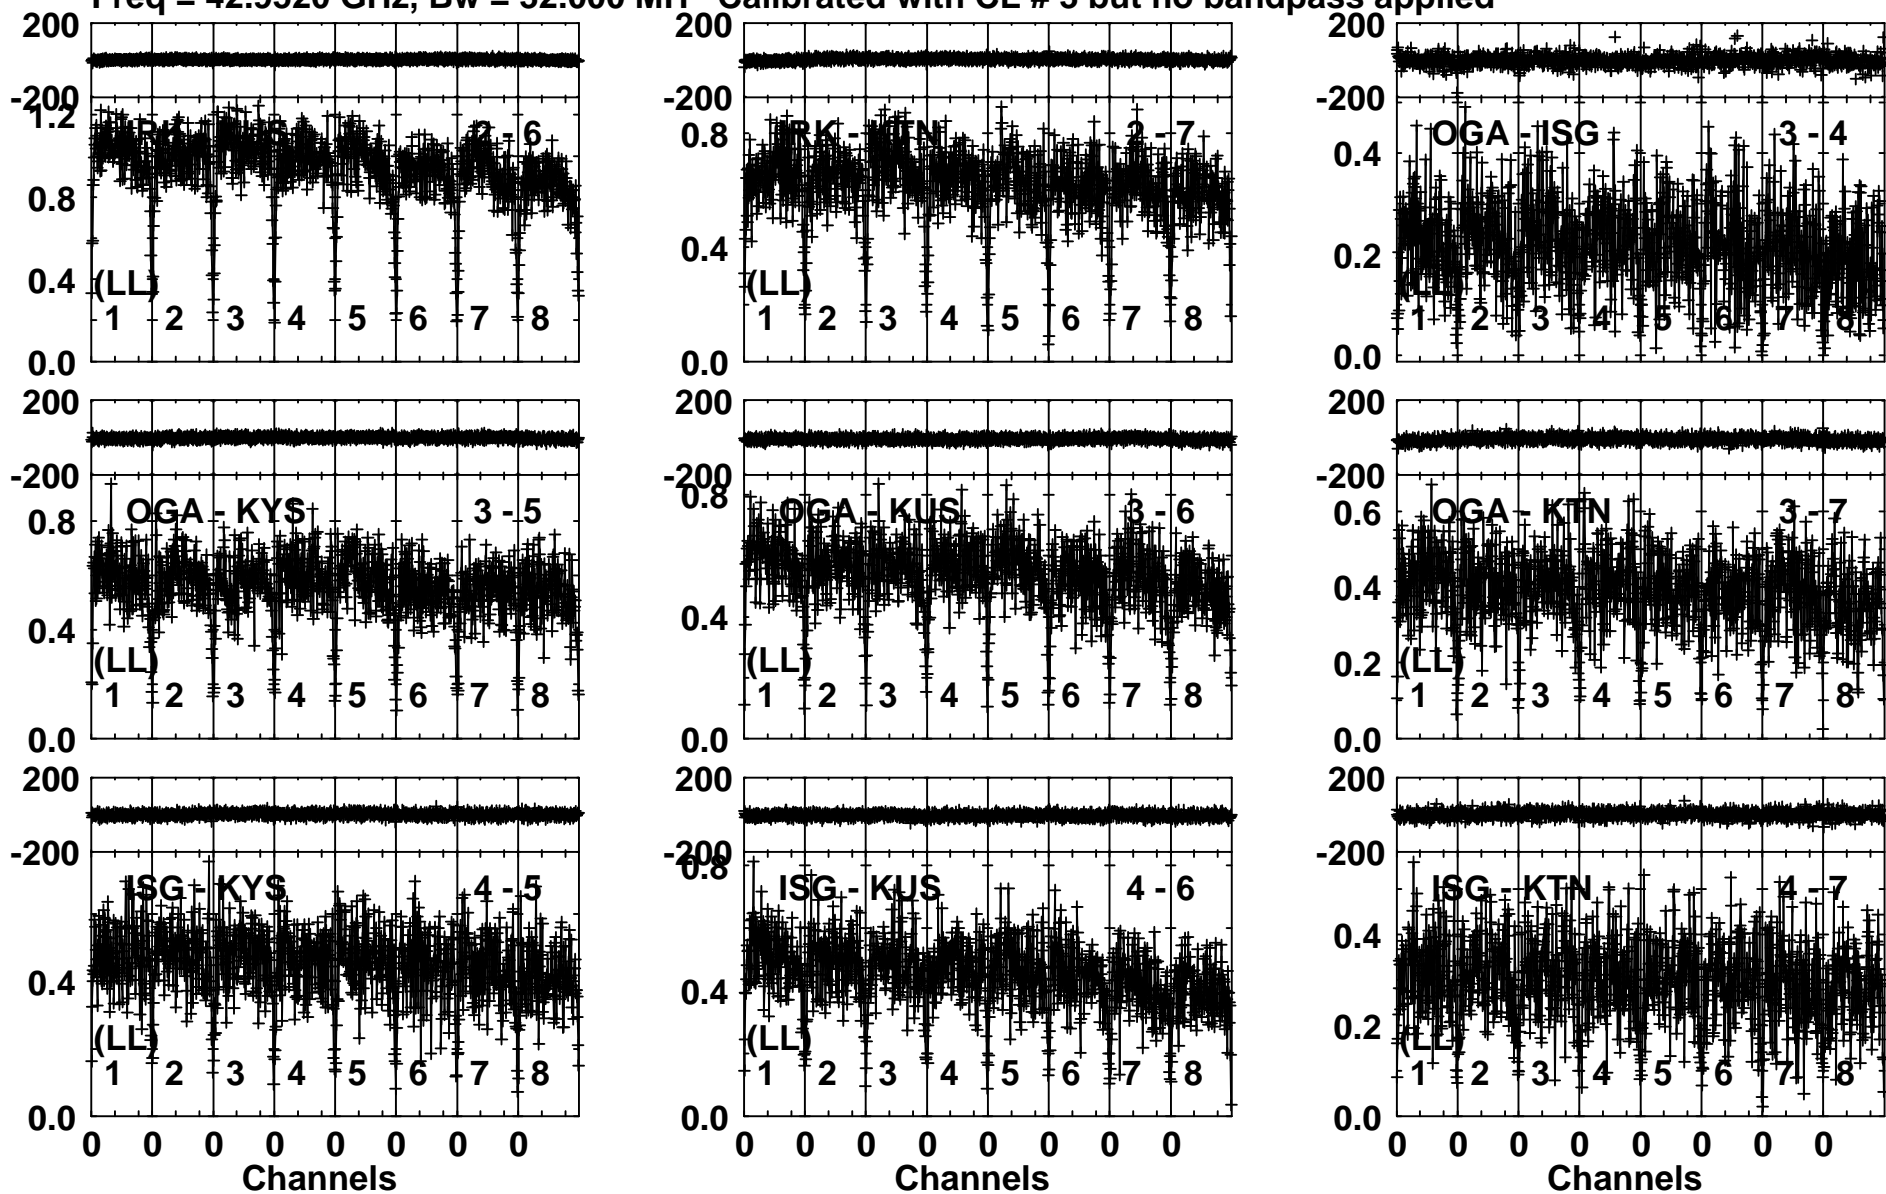 Freq = 42.9520 GHz, Bw = 32.000 MH Calibrated with CL # 3 but no bandpass applied
200 200 200
-200 -200 -200
1.2 IRK - KUS 2 - 6
0.8
0.4
(LL)
1 2 3 4 5 6 7 8
0.0
0.8 IRK - KTN 2 - 7
0.4
(LL)
1 2 3 4 5 6 7 8
0.0
OGA - ISG 3 - 4
0.4
0.2
(LL)
1 2 3 4 5 6 7 8
0.0
200 200 200
-200 -200 -200
OGA - KYS 3 - 5
0.8
0.4
(LL)
1 2 3 4 5 6 7 8
0.0
0.8
OGA - KUS 3 - 6
0.4
(LL)
1 2 3 4 5 6 7 8
0.0
OGA - KTN 3 - 7
0.6
0.4
0.2
(LL)
1 2 3 4 5 6 7 8
0.0
200 200 200
-200 -200 -200
ISG - KYS 4 - 5
0.4
(LL)
1 2 3 4 5 6 7 8
0.0
0 0 0 0 0 0 0 0
Channels
0.8
ISG - KUS 4 - 6
0.4
(LL)
1 2 3 4 5 6 7 8
0.0
0 0 0 0 0 0 0 0
Channels
ISG - KTN 4 - 7
0.4
0.2
(LL)
1 2 3 4 5 6 7 8
0.0
0 0 0 0 0 0 0 0
Channels